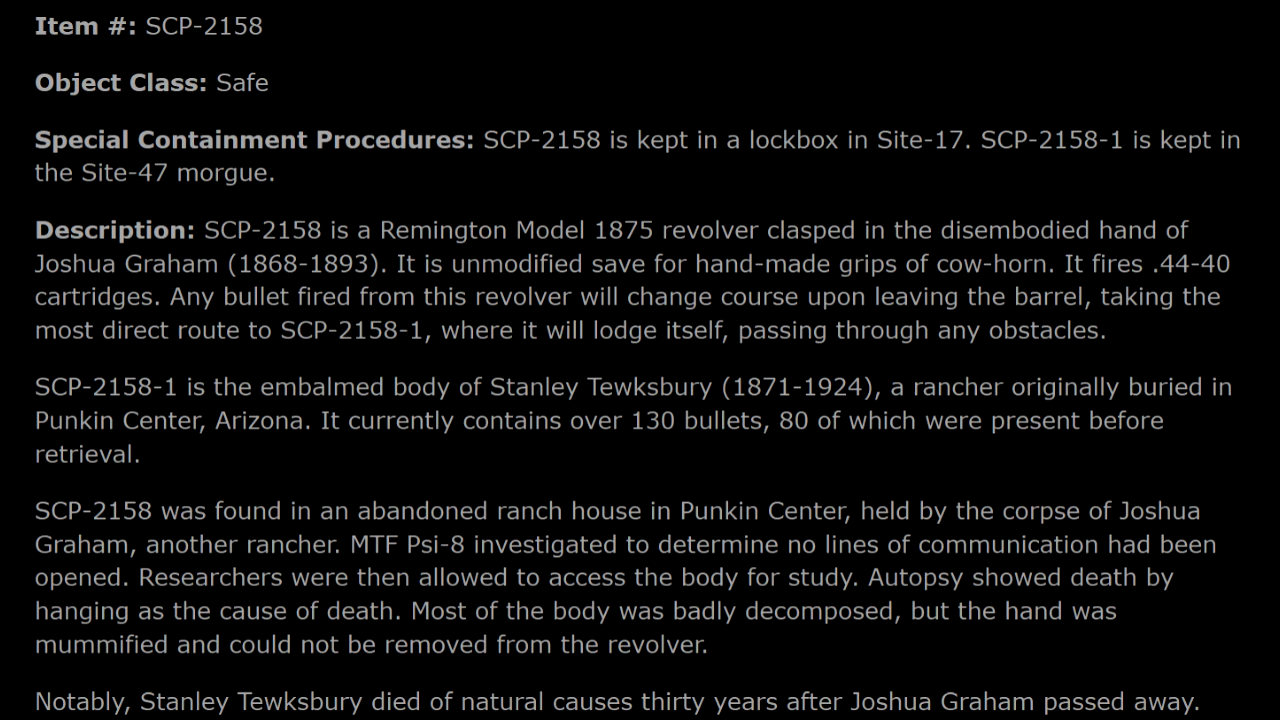 Item #: SCP-2158
Object Class: Safe
Special Containment Procedures: SCP-2158 is kept in a lockbox in Site-17. SCP-2158-1 is kept in
the Site-47 morgue.
Description: SCP-2158 is a Remington Model 1875 revolver clasped in the disembodied hand of
Joshua Graham (1868-1893). It is unmodified save for hand-made grips of cow-horn. It fires .44-40
cartridges. Any bullet fired from this revolver will change course upon leaving the barrel, taking the
most direct route to SCP-2158-1, where it will lodge itself, passing through any obstacles.
SCP-2158-1 is the embalmed body of Stanley Tewksbury (1871-1924), a rancher originally buried in
Punkin Center, Arizona. It currently contains over 130 bullets, 80 of which were present before
retrieval.
SCP-2158 was found in an abandoned ranch house in Punkin Center, held by the corpse of Joshua
Graham, another rancher. MTF Psi-8 investigated to determine no lines of communication had been
opened. Researchers were then allowed to access the body for study. Autopsy showed death by
hanging as the cause of death. Most of the body was badly decomposed, but the hand was
mummified and could not be removed from the revolver.
Notably, Stanley Tewksbury died of natural causes thirty years after Joshua Graham passed away.